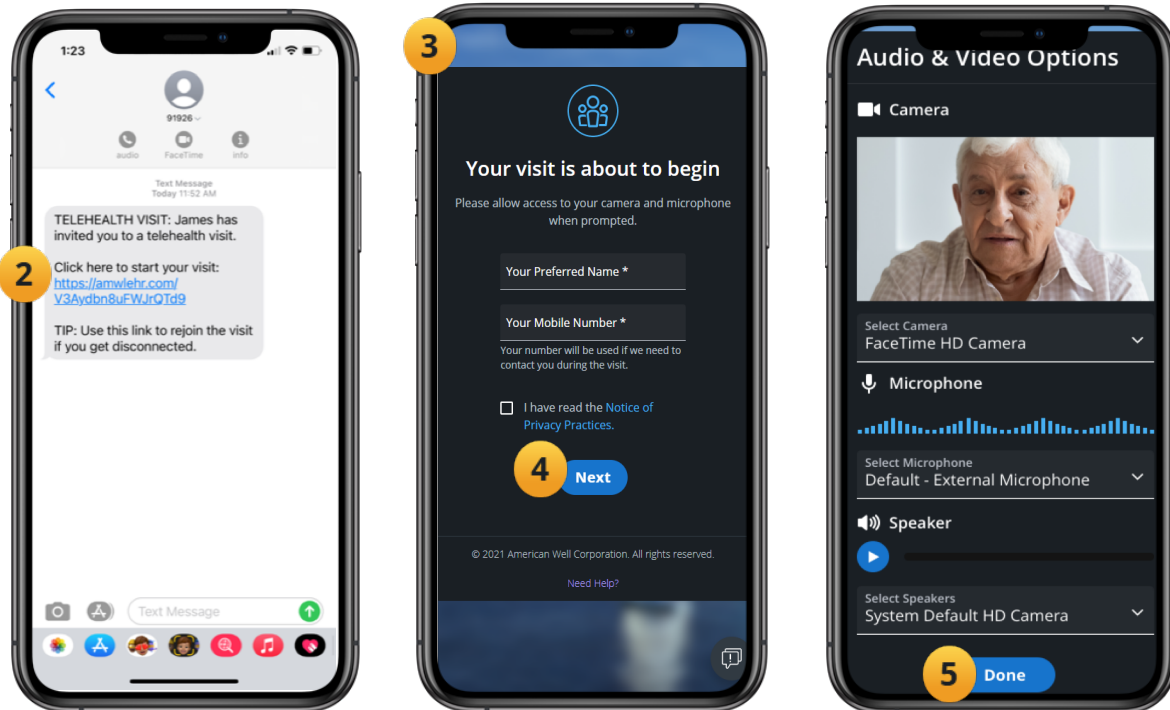 1:23
91926
audio FaceTime info
Text Message
Today 11:52 AM
TELEHEALTH VISIT: James has
invited you to a telehealth visit.
2
Click here to start your visit:
https://amwlehr.com/
V3Aydbn8uFWJrQTd9
TIP: Use this link to rejoin the visit
if you get disconnected.
Text Message
3
Your visit is about to begin
Please allow access to your camera and microphone
when prompted.
Your Preferred Name *
Your Mobile Number *
Your number will be used if we need to
contact you during the visit.
I have read the Notice of
Privacy Practices.
4
Next
© 2021 American Well Corporation. All rights reserved.
Need Help?
Audio & Video Options
Camera
Select Camera
FaceTime HD Camera
Microphone
Select Microphone
Default - External Microphone
Speaker
Select Speakers
System Default HD Camera
5
Done